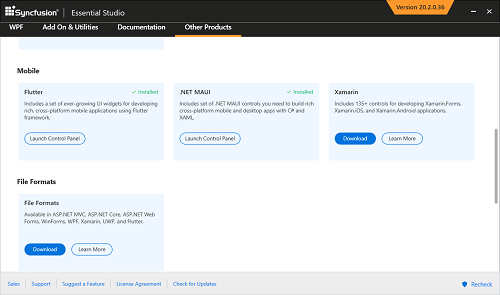 Syncfusion® | Essential Studio
Version 20.2.0.36
WPF Add On & Utilities Documentation Other Products
Mobile
Flutter ✓ Installed
Includes a set of ever-growing UI widgets for developing
rich, cross-platform mobile applications using Flutter
framework.
Launch Control Panel
.NET MAUI ✓ Installed
Includes set of .NET MAUI controls you need to build rich
cross-platform mobile and desktop apps with C# and
XAML.
Launch Control Panel
Xamarin
Includes 135+ controls for developing Xamarin.Forms,
Xamarin.iOS, and Xamarin.Android applications.
Download Learn More
File Formats
File Formats
Available in ASP.NET MVC, ASP.NET Core, ASP.NET Web
Forms, WinForms, WPF, Xamarin, UWP, and Flutter.
Download Learn More
Sales | Support | Suggest a Feature | License Agreement | Check for Updates
Recheck